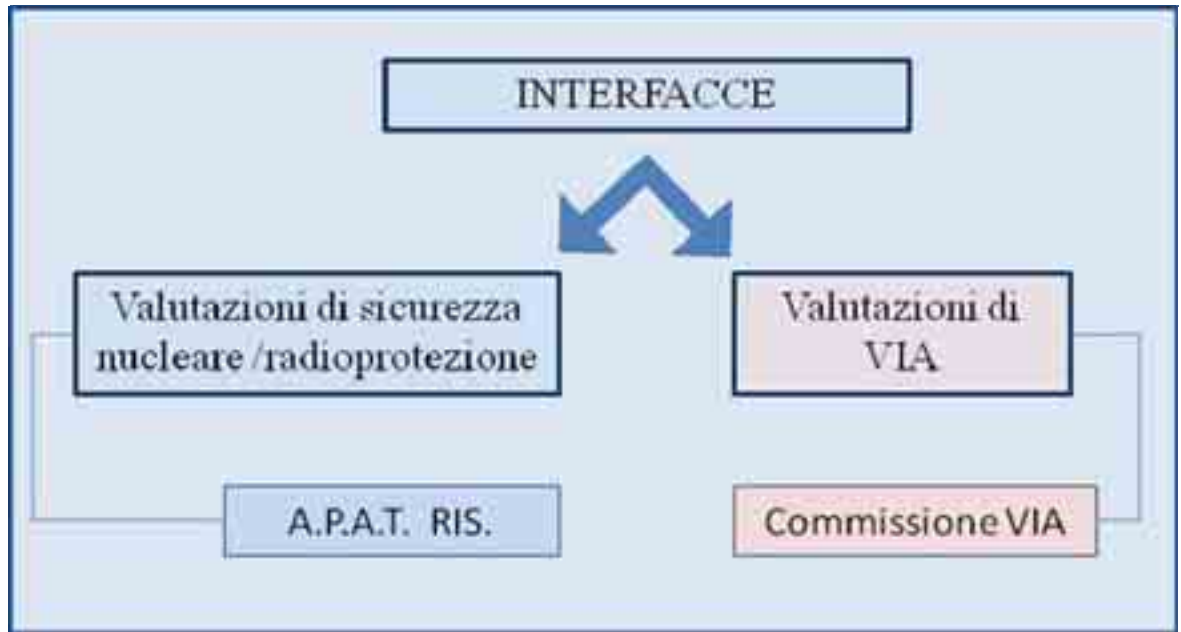 INTERFACCE
Valutazioni di sicurezza
nucleare /radioprotezione
Valutazioni di
VIA
A.P.A.T. RIS.
Commissione VIA